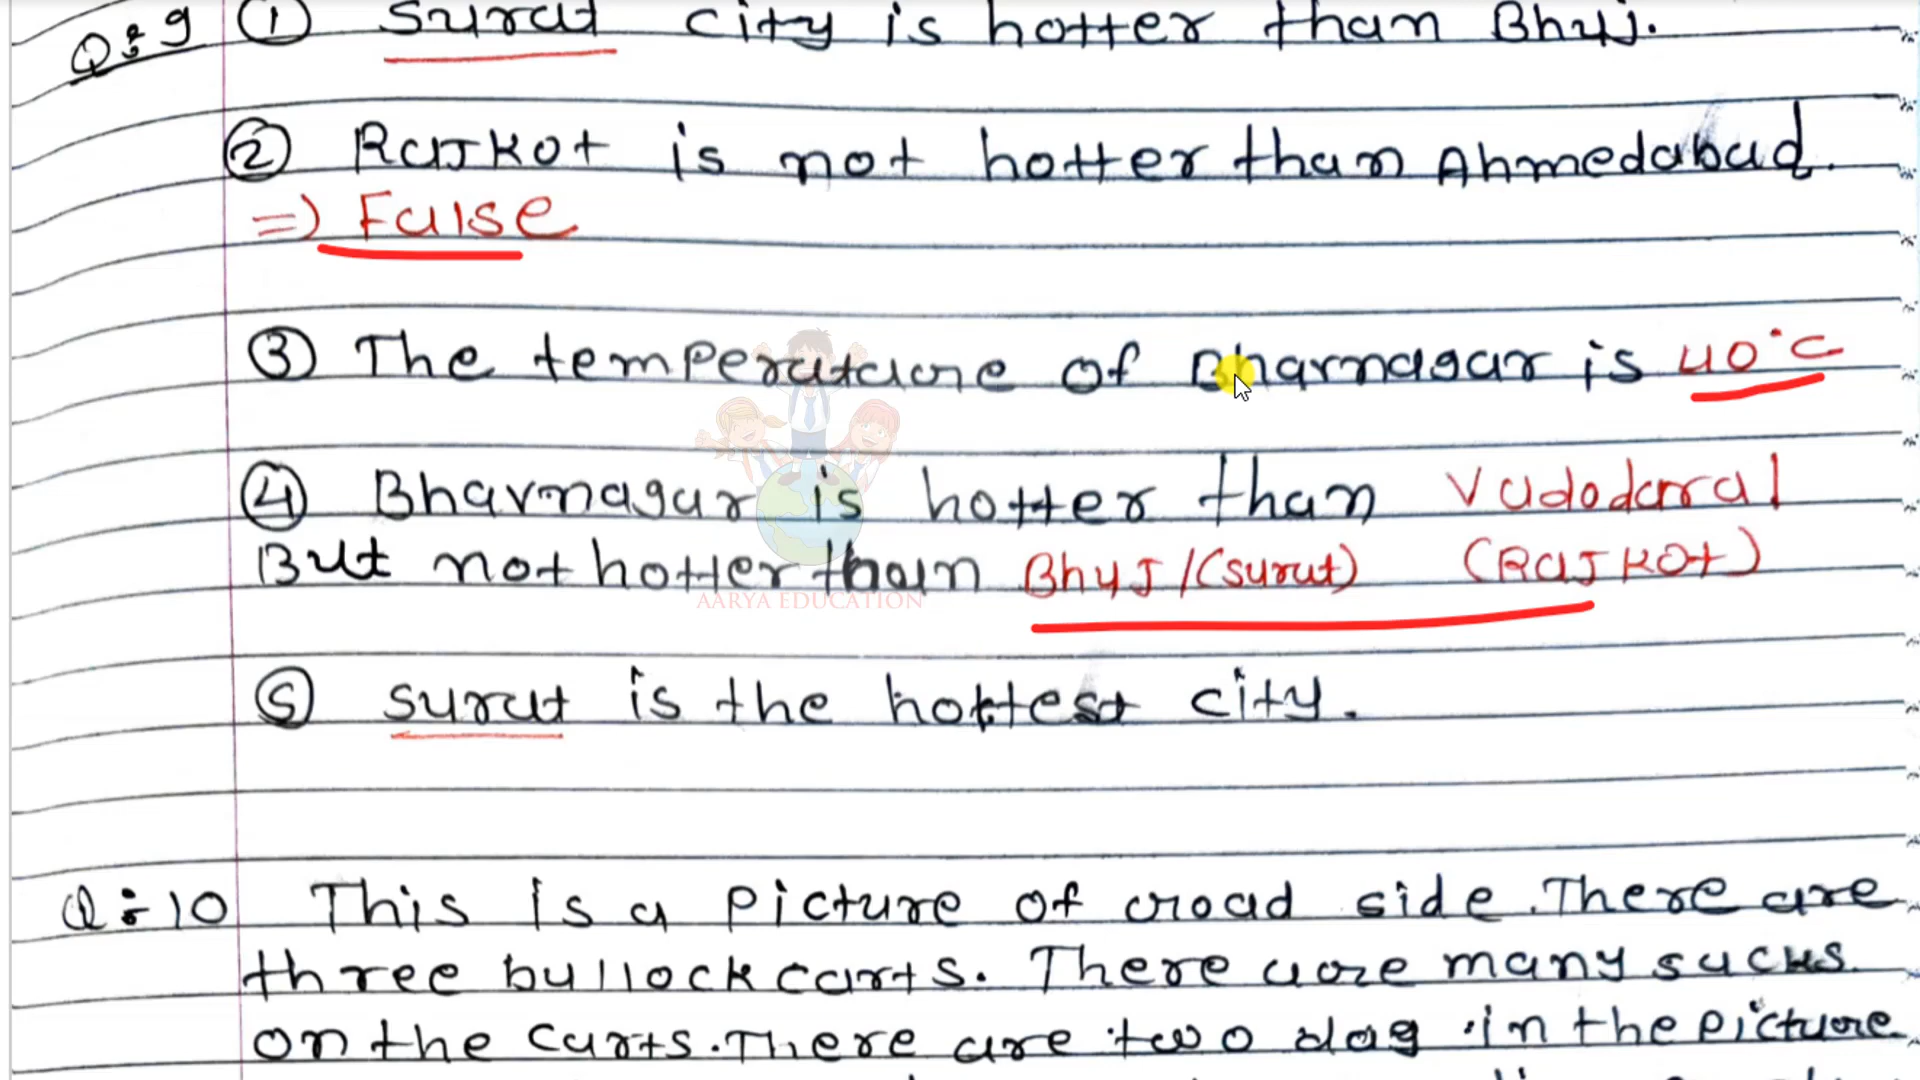 Q:9 ① Surat city is hotter than Bhuj.
② Rajkot is not hotter than Ahmedabad.
=) False
③ The temperature of Bhavnagar is 40°C
④ Bhavnagar is hotter than Vadodara/
But not hotter than Bhuj/(surat) (Rajkot)
AARYA EDUCATION
⑤ surat is the hottest city.
Q:10 This is a picture of road side. There are
three bullock carts. There are many sacks
on the carts. There are two dog in the picture